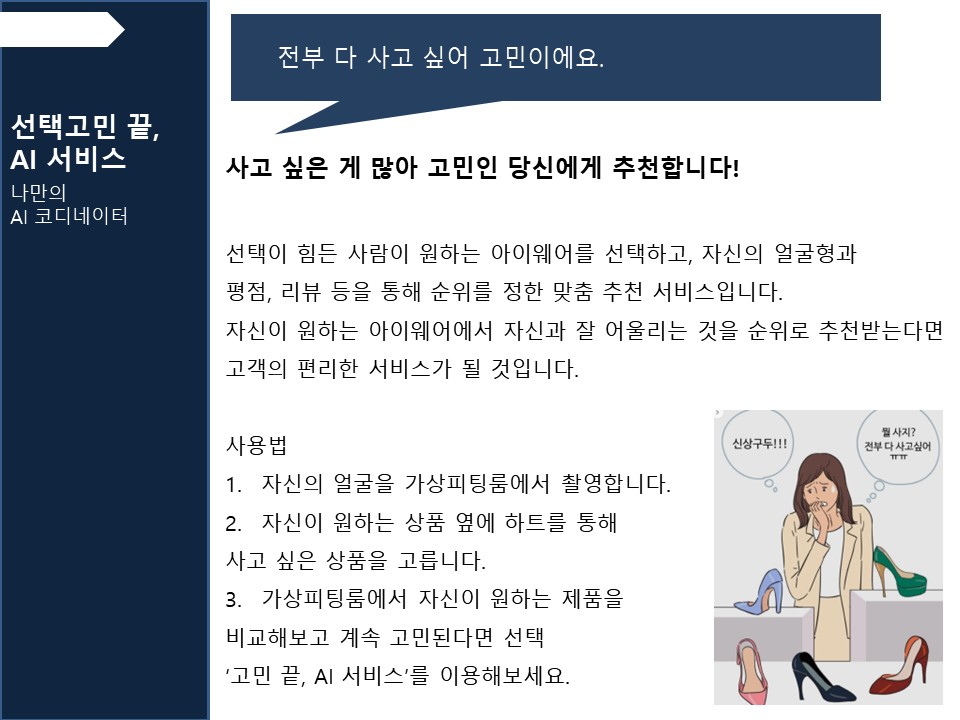 전부 다 사고 싶어 고민이에요.
선택고민 끝,
AI 서비스
나만의
AI 코디네이터
사고 싶은 게 많아 고민인 당신에게 추천합니다!
선택이 힘든 사람이 원하는 아이웨어를 선택하고, 자신의 얼굴형과
평점, 리뷰 등을 통해 순위를 정한 맞춤 추천 서비스입니다.
자신이 원하는 아이웨어에서 자신과 잘 어울리는 것을 순위로 추천받는다면
고객의 편리한 서비스가 될 것입니다.
사용법
1. 자신의 얼굴을 가상피팅룸에서 촬영합니다.
2. 자신이 원하는 상품 옆에 하트를 통해
사고 싶은 상품을 고릅니다.
3. 가상피팅룸에서 자신이 원하는 제품을
비교해보고 계속 고민된다면 선택
‘고민 끝, AI 서비스’를 이용해보세요.
신상구두!!!
뭘 사지?
전부 다 사고싶어
ㅠㅠ